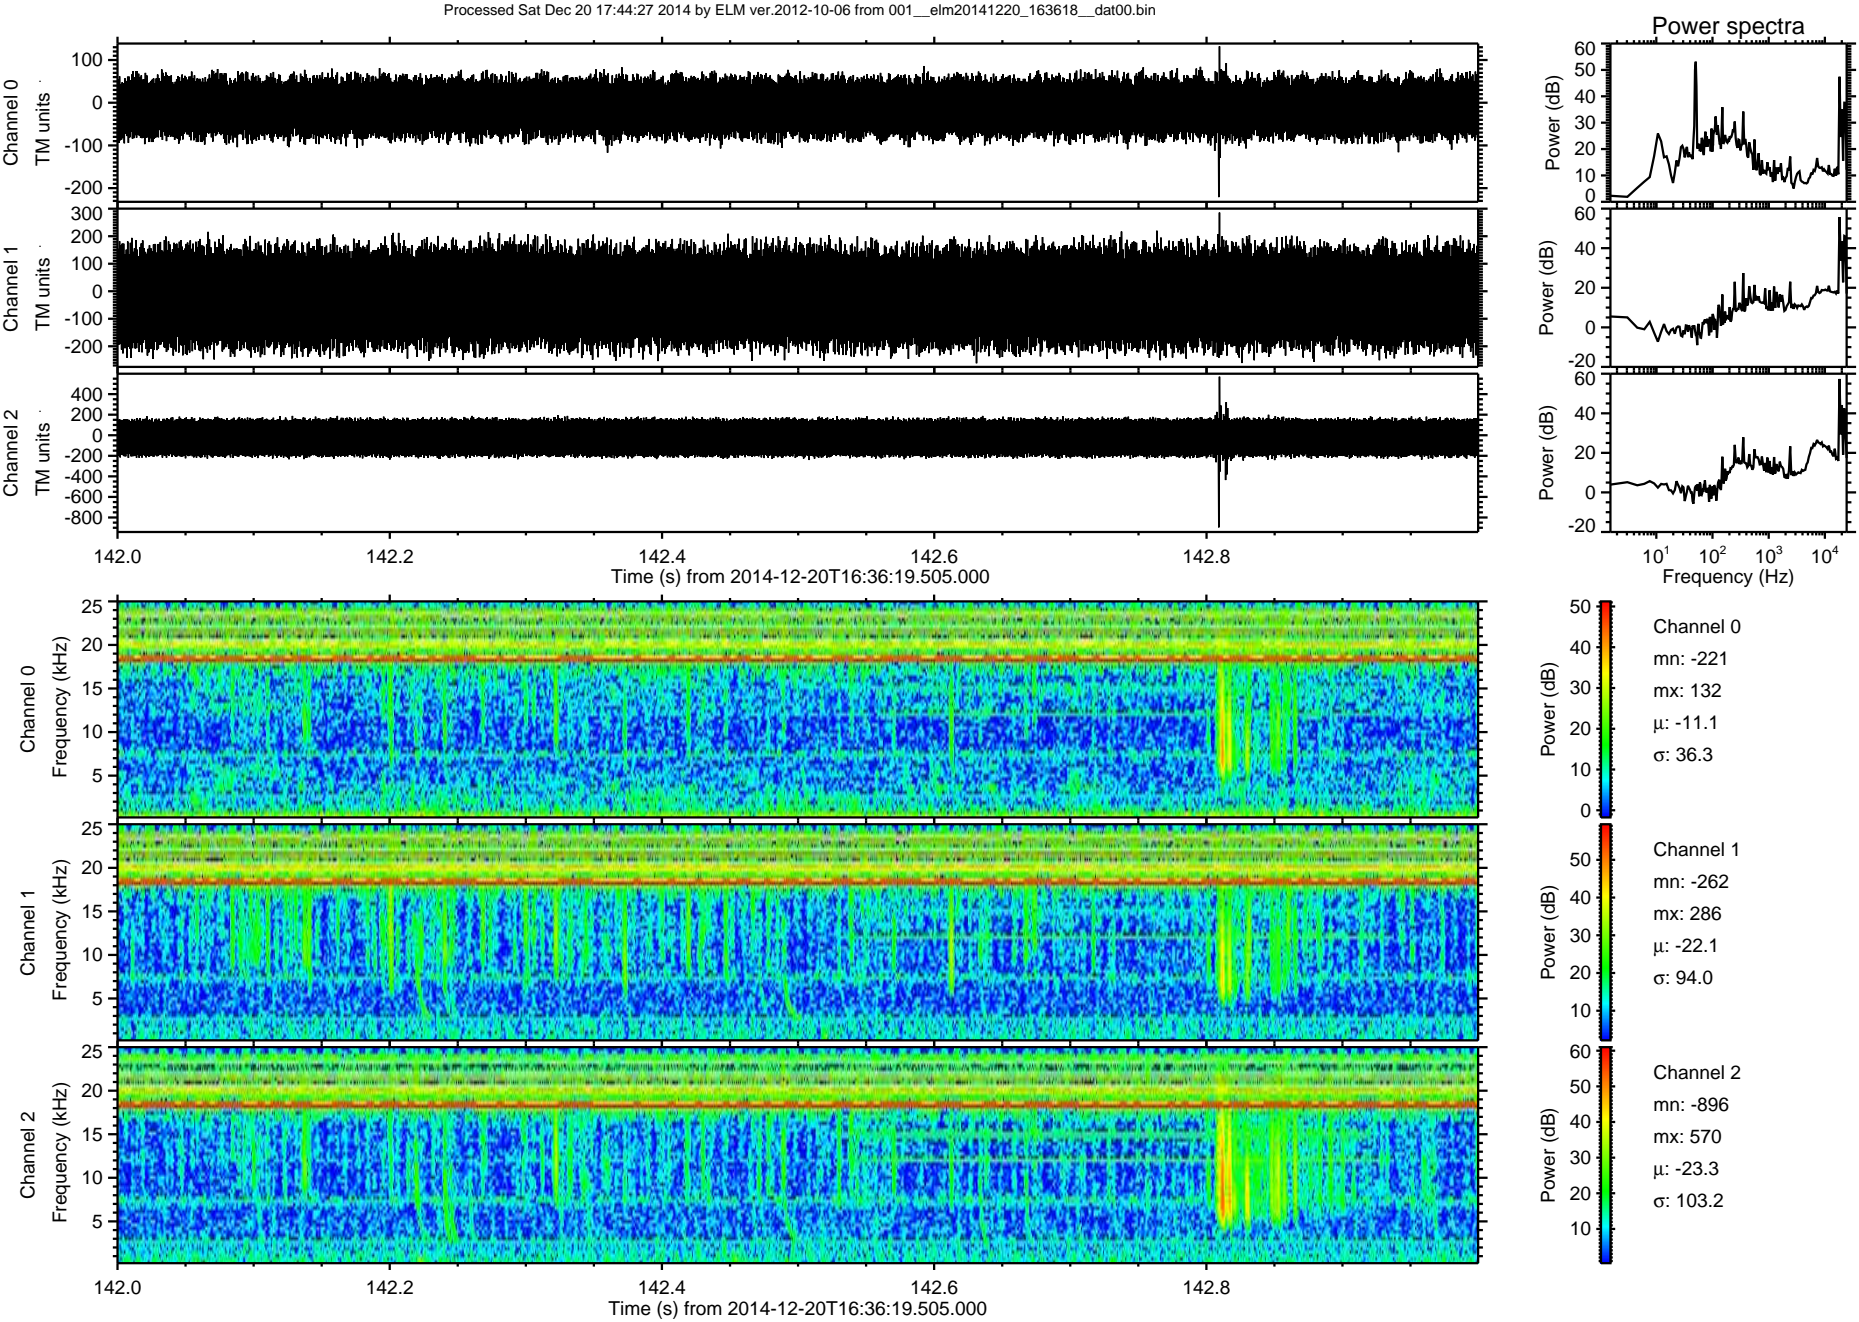 Processed Sat Dec 20 17:44:27 2014 by ELM ver.2012-10-06 from 001__elm20141220_163618__dat00.bin
Power spectra
Channel 0
TM units
100
0
-100
-200
Power (dB)
60
50
40
30
20
10
0
Channel 1
TM units
300
200
100
0
-100
-200
Power (dB)
60
40
20
0
-20
Channel 2
TM units
400
200
0
-200
-400
-600
-800
Power (dB)
60
40
20
0
-20
142.0 142.2 142.4 142.6 142.8
Time (s) from 2014-12-20T16:36:19.505.000
10¹ 10² 10³ 10⁴
Frequency (Hz)
Channel 0
Frequency (kHz)
25
20
15
10
5
Power (dB)
50
40
30
20
10
0
Channel 0
mn: -221
mx: 132
μ: -11.1
σ: 36.3
Channel 1
Frequency (kHz)
25
20
15
10
5
Power (dB)
50
40
30
20
10
Channel 1
mn: -262
mx: 286
μ: -22.1
σ: 94.0
Channel 2
Frequency (kHz)
25
20
15
10
5
Power (dB)
60
50
40
30
20
10
Channel 2
mn: -896
mx: 570
μ: -23.3
σ: 103.2
142.0 142.2 142.4 142.6 142.8
Time (s) from 2014-12-20T16:36:19.505.000